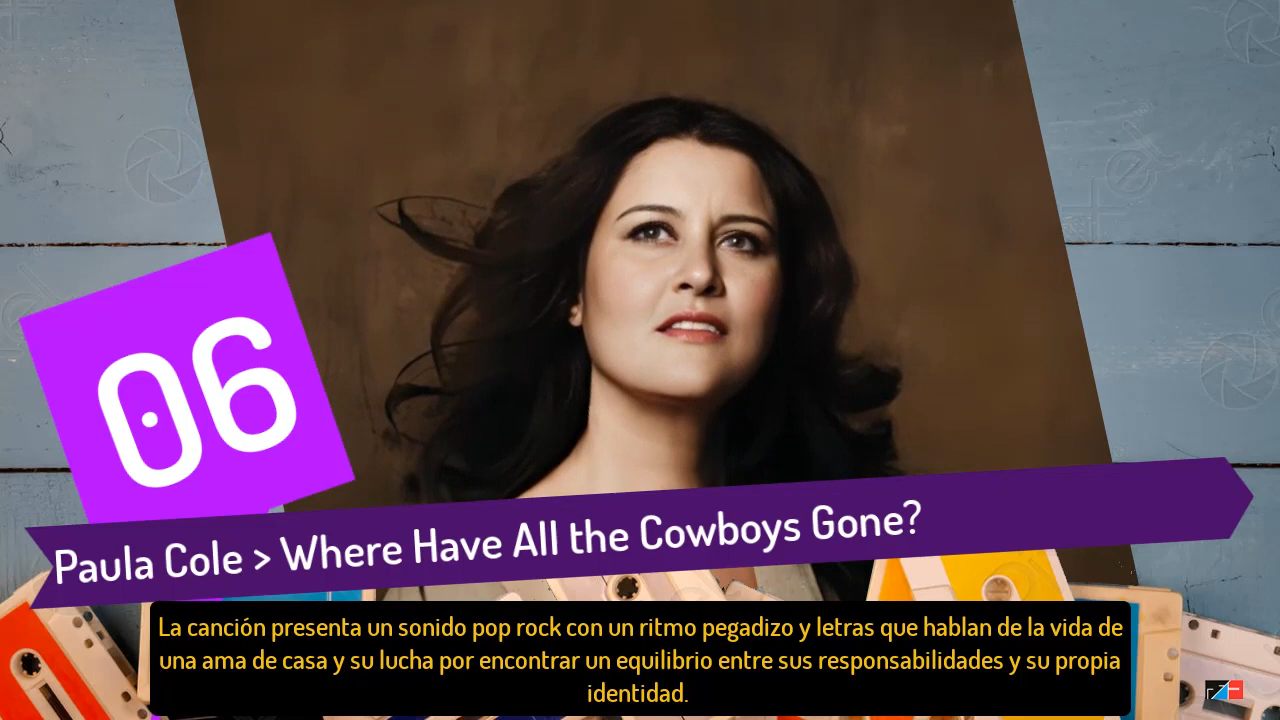 06
Paula Cole > Where Have All the Cowboys Gone?
La canción presenta un sonido pop rock con un ritmo pegadizo y letras que hablan de la vida de
una ama de casa y su lucha por encontrar un equilibrio entre sus responsabilidades y su propia
identidad.